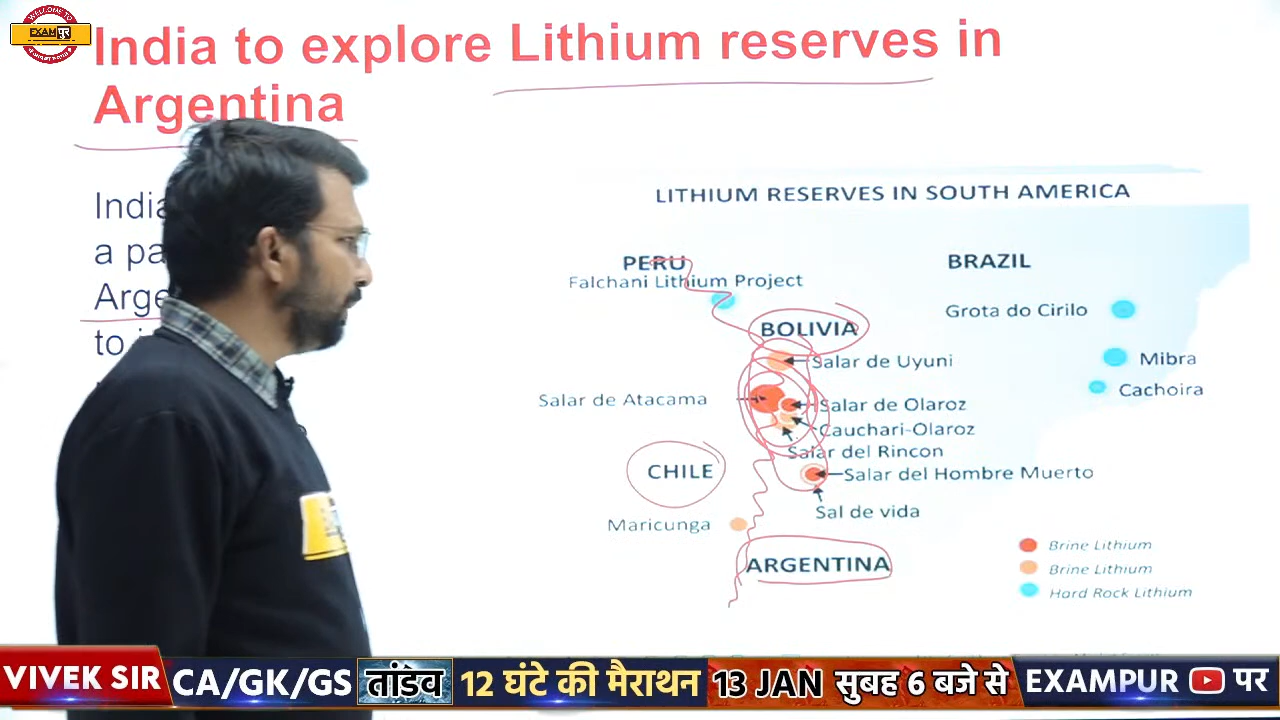 WELCOME TO
EXAMपुर
India to explore Lithium reserves in
Argentina
India
a pa
Arge
to i
LITHIUM RESERVES IN SOUTH AMERICA
PERU
Falchani Lithium Project
BRAZIL
Grota do Cirilo
BOLIVIA
Salar de Uyuni
Mibra
Cachoira
Salar de Atacama
Salar de Olaroz
Cauchari-Olaroz
Salar del Rincon
CHILE
Salar del Hombre Muerto
Sal de vida
Maricunga
ARGENTINA
Brine Lithium
Brine Lithium
Hard Rock Lithium
VIVEK SIR CA/GK/GS तांडव 12 घंटे की मैराथन 13 JAN सुबह 6 बजे से EXAMPUR पर